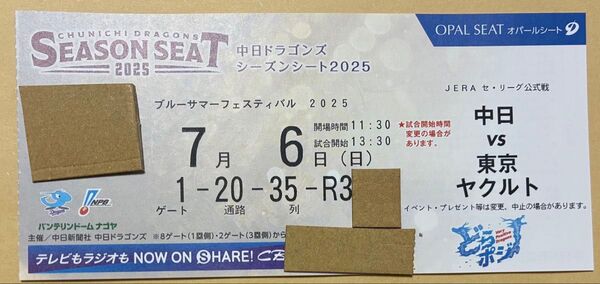 CHUNICHI DRAGONS
SEASON SEAT
2025
中日ドラゴンズ
シーズンシート2025
OPAL SEAT オパールシート
JERA セ・リーグ公式戦
ブルーサマーフェスティバル 2025
7月 6日(日)
開場時間 11:30
試合開始 13:30
★試合開始時間
変更の場合が
あります。
中日
vs
東京
ヤクルト
1-20-35-R3
ゲート 通路 列
NPB
バンテリンドーム ナゴヤ
イベント・プレゼント等は変更、中止の場合があります。
主催/中日新聞社 中日ドラゴンズ ※8ゲート(1塁側)・2ゲート(3塁側)から
テレビもラジオも NOW ON SHARE!
どらポジ
Very Positive Dragons